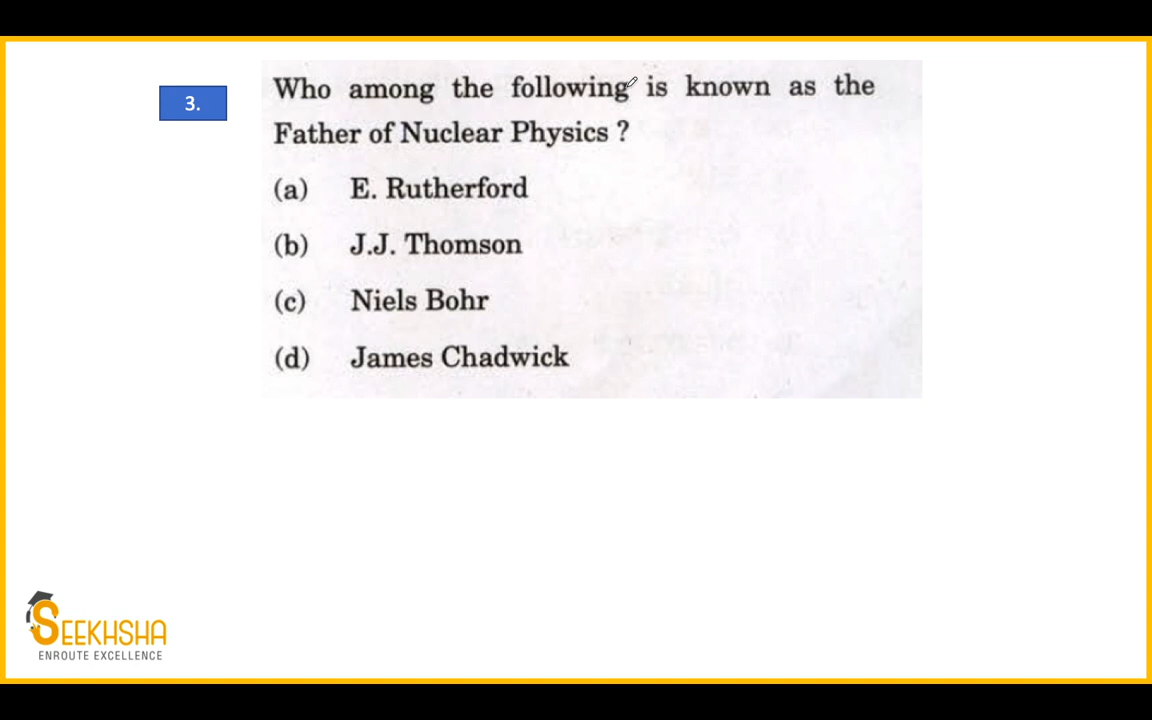 3.
Who among the following is known as the
Father of Nuclear Physics ?
(a) E. Rutherford
(b) J.J. Thomson
(c) Niels Bohr
(d) James Chadwick
SEEKHSHA
ENROUTE EXCELLENCE